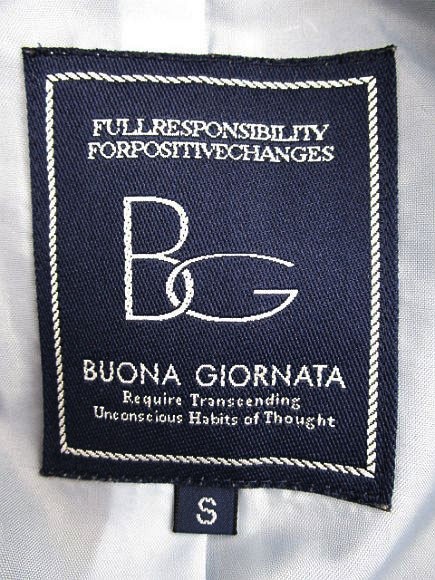 FULLRESPONSIBILITY
FORPOSITIVECHANGES
BG
BUONA GIORNATA
Require Transcending
Unconscious Habits of Thought
S